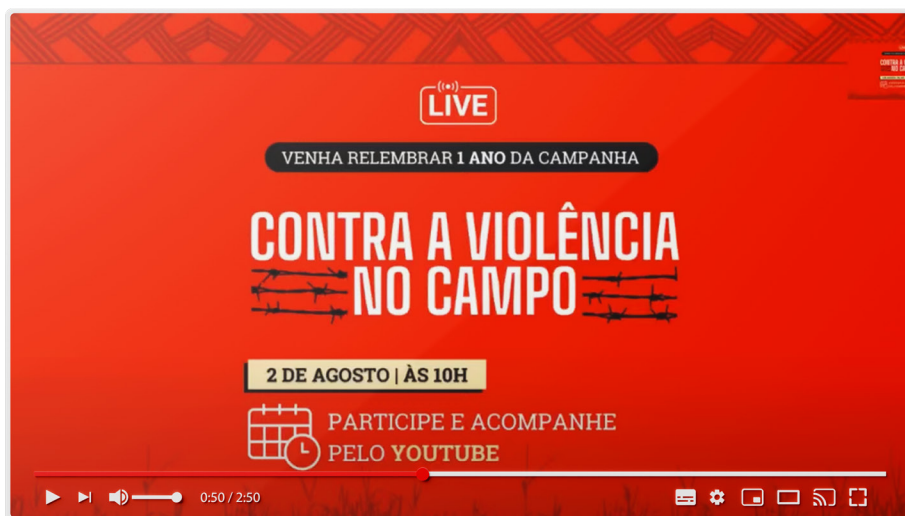 LIVE
VENHA RELEMBRAR 1 ANO DA CAMPANHA
CONTRA A VIOLÊNCIA
NO CAMPO
2 DE AGOSTO | ÀS 10H
PARTICIPE E ACOMPANHE
PELO YOUTUBE
0:50 / 2:50